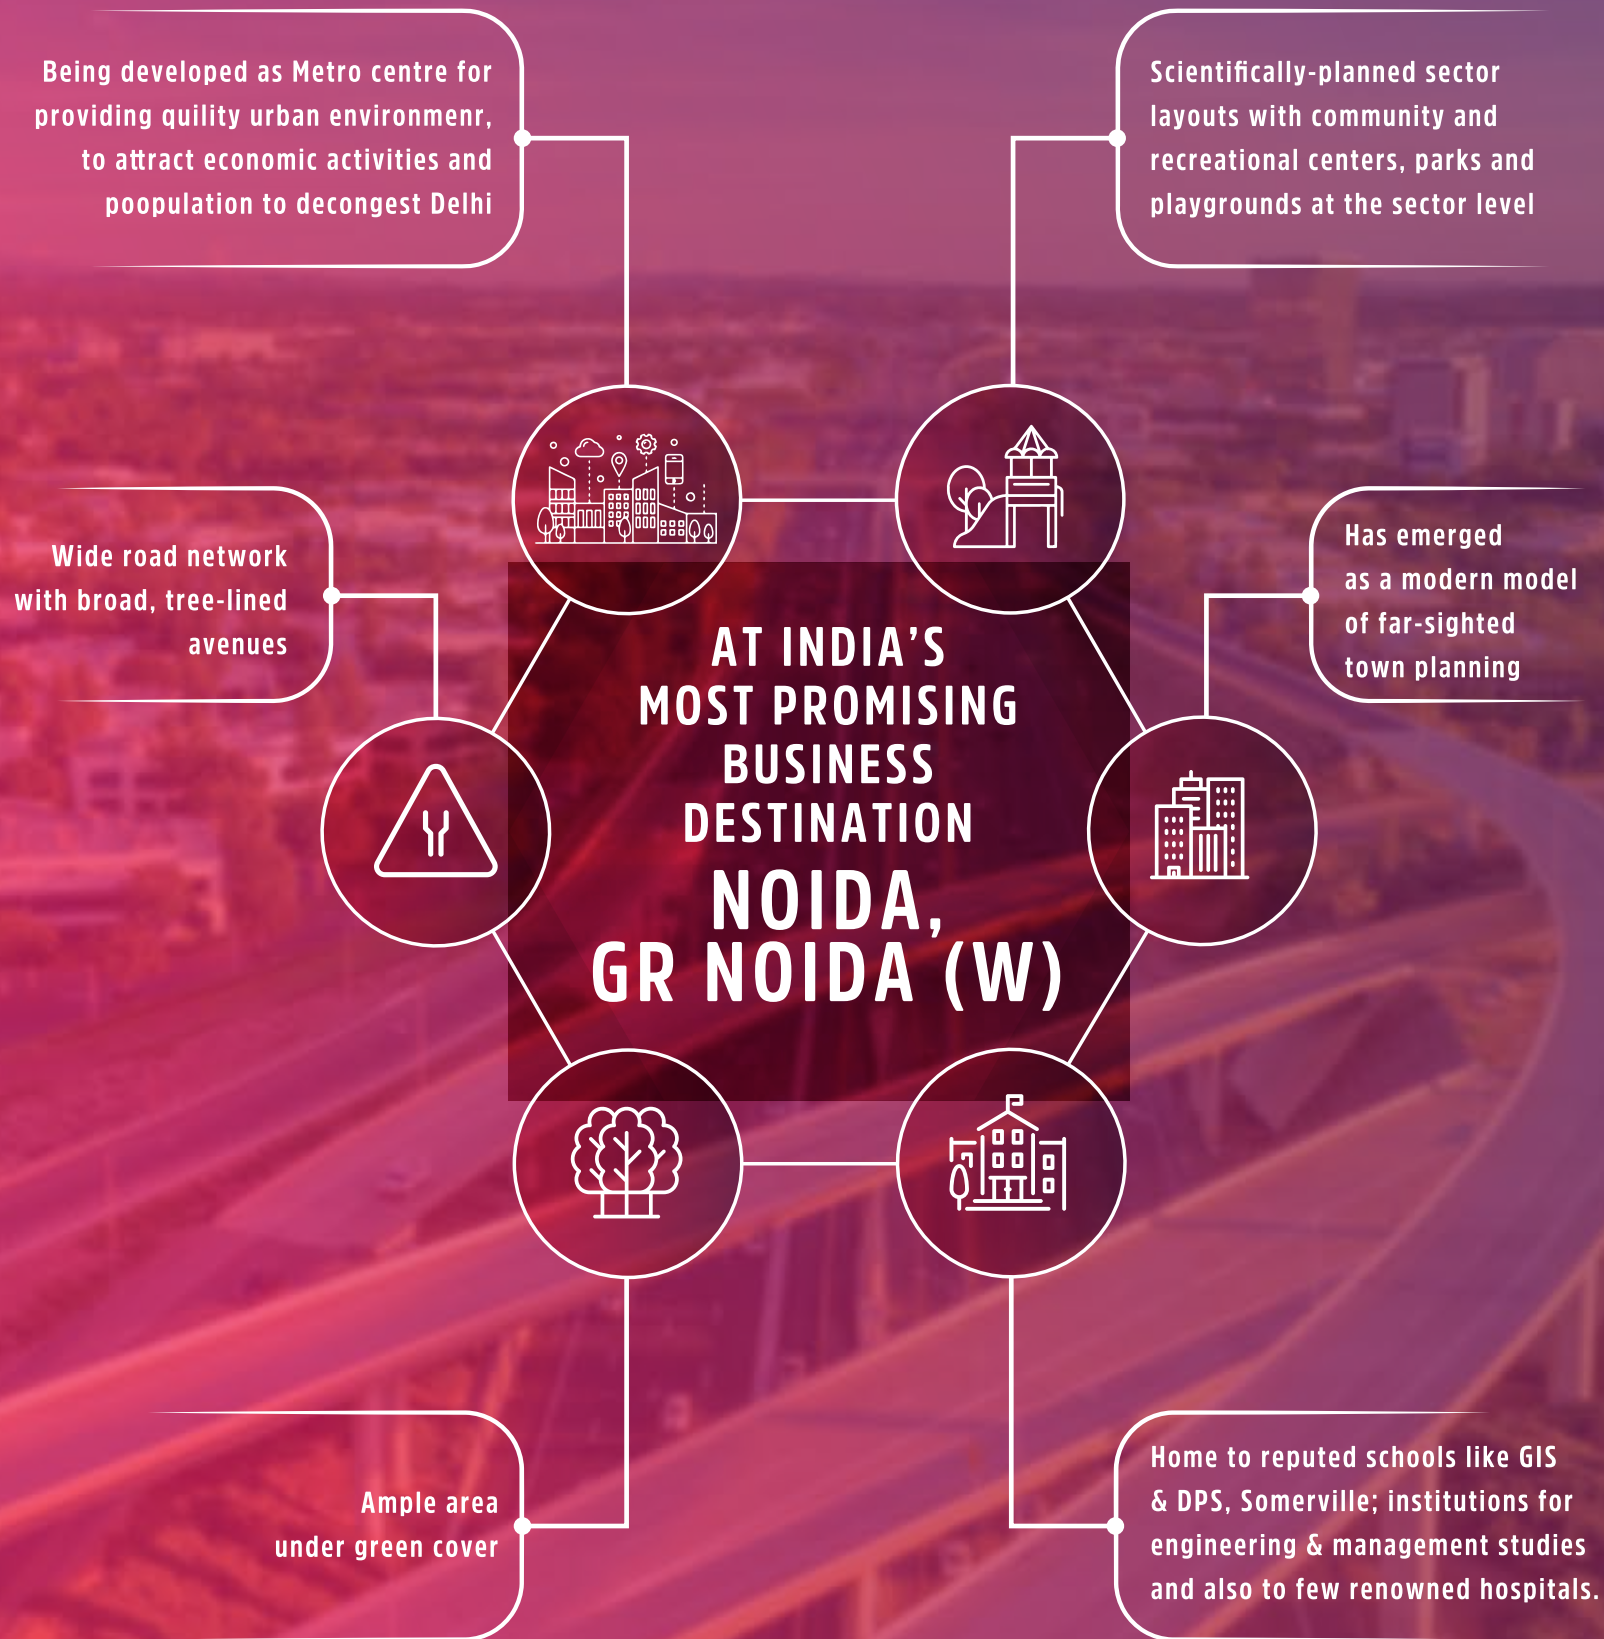 Being developed as Metro centre for
providing quility urban environmenr,
to attract economic activities and
poopulation to decongest Delhi
Scientifically-planned sector
layouts with community and
recreational centers, parks and
playgrounds at the sector level
Wide road network
with broad, tree-lined
avenues
Has emerged
as a modern model
of far-sighted
town planning
AT INDIA’S
MOST PROMISING
BUSINESS
DESTINATION
NOIDA,
GR NOIDA (W)
Ample area
under green cover
Home to reputed schools like GIS
& DPS, Somerville; institutions for
engineering & management studies
and also to few renowned hospitals.